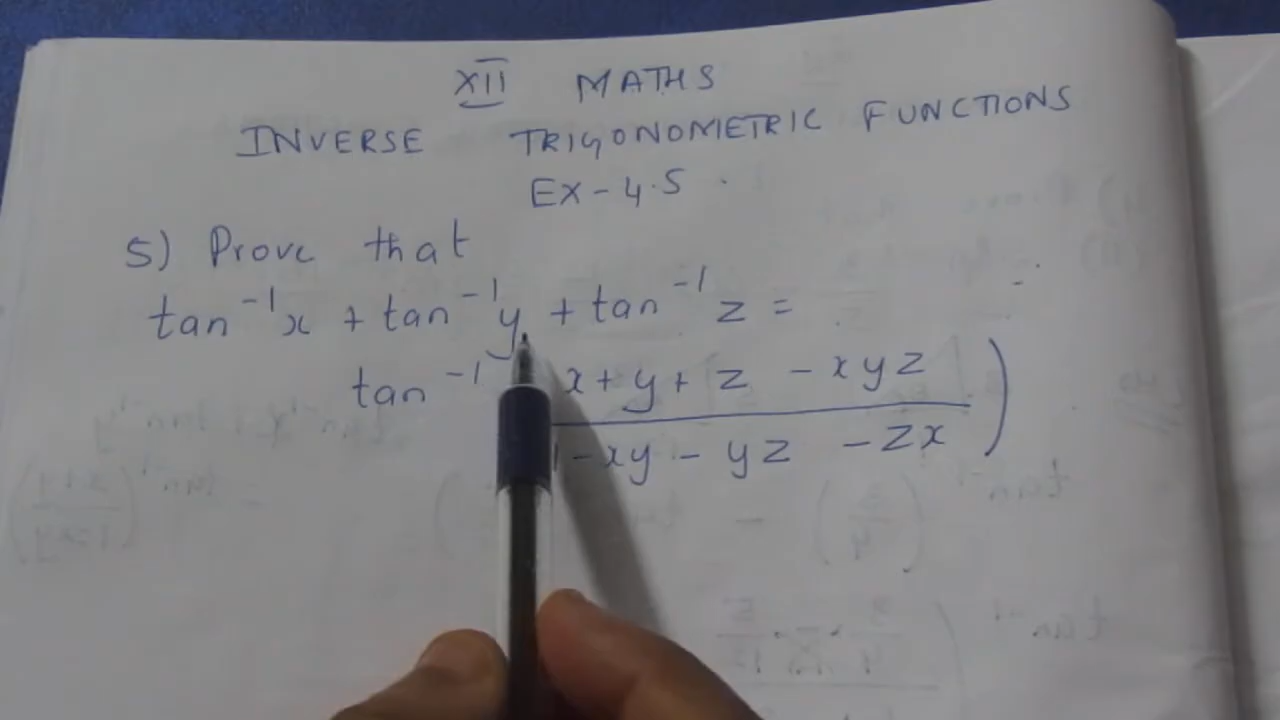 XII MATHS
INVERSE TRIGONOMETRIC FUNCTIONS
EX-4.5
5) Prove that
tan⁻¹x + tan⁻¹y + tan⁻¹z =
tan⁻¹ x+y+z - xyz )
1-xy - yz - zx